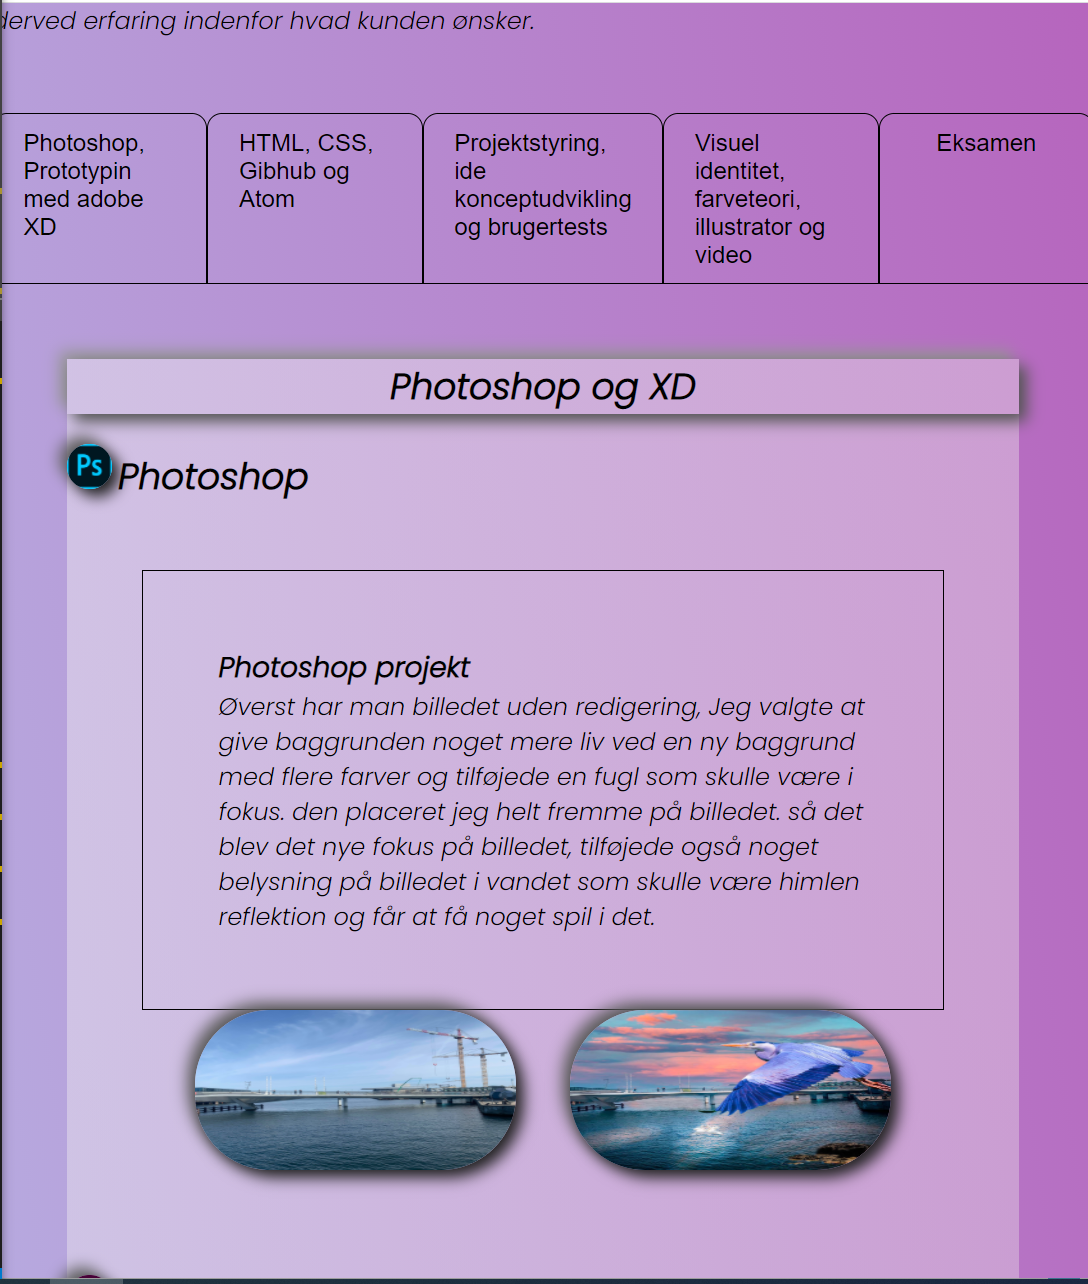 derved erfaring indenfor hvad kunden ønsker.
Photoshop,
Prototypin
med adobe
XD
HTML, CSS,
Gibhub og
Atom
Projektstyring,
ide
konceptudvikling
og brugertests
Visuel
identitet,
farveteori,
illustrator og
video
Eksamen
Photoshop og XD
Ps
Photoshop
Photoshop projekt
Øverst har man billedet uden redigering, Jeg valgte at
give baggrunden noget mere liv ved en ny baggrund
med flere farver og tilføjede en fugl som skulle være i
fokus. den placeret jeg helt fremme på billedet. så det
blev det nye fokus på billedet, tilføjede også noget
belysning på billedet i vandet som skulle være himlen
reflektion og får at få noget spil i det.